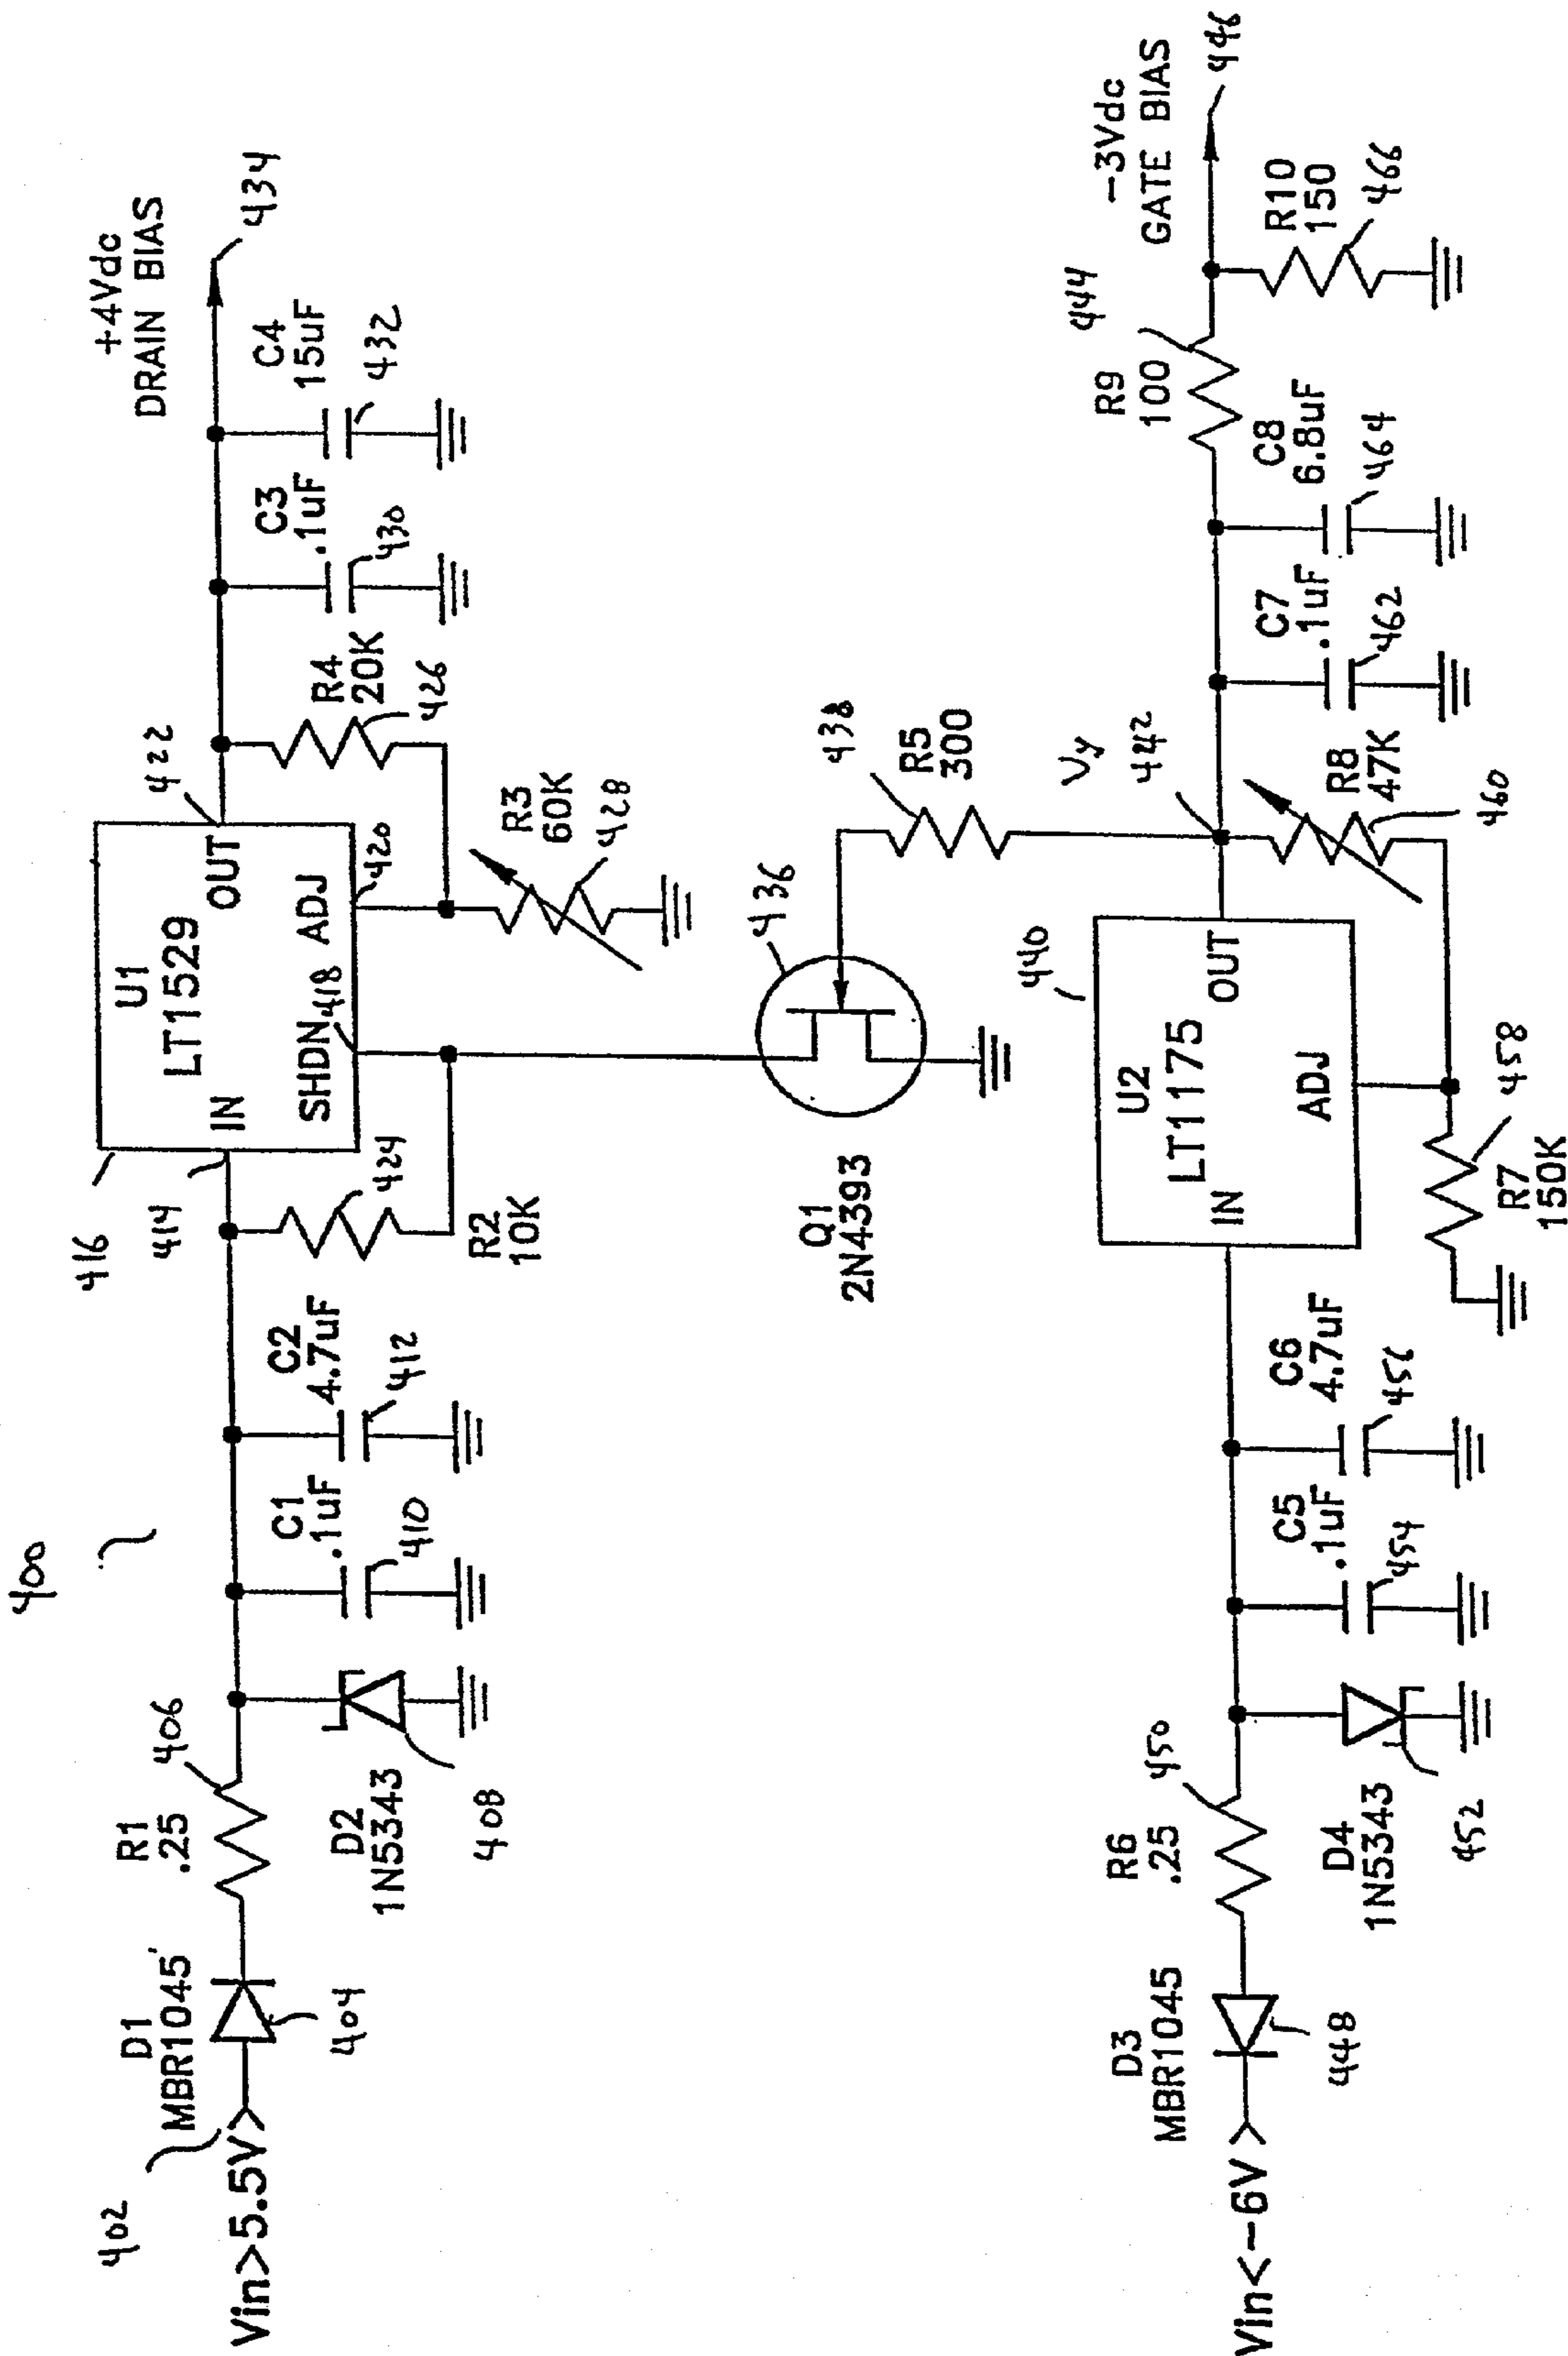 400
+4Vdc
DRAIN BIAS
434
402
Vin>5.5V
D1
MBR1045
404
R1
.25
406
D2
1N5343
408
C1
.1uF
410
C2
4.7uF
412
414
416
R2
10K
424
U1
LT1529
IN
OUT
SHDN
418
ADJ
420
422
R4
20K
426
R3
60K
428
C3
.1uF
430
C4
15uF
432
Q1
2N4393
436
438
R5
300
Vy
442
Vin<-6V
D3
MBR1045
448
R6
.25
450
D4
1N5343
452
C5
.1uF
454
C6
4.7uF
456
440
U2
LT1175
IN
OUT
ADJ
R7
150K
458
R8
47K
460
C7
.1uF
462
C8
6.8uF
464
R9
100
444
-3Vdc
GATE BIAS
446
R10
150
466